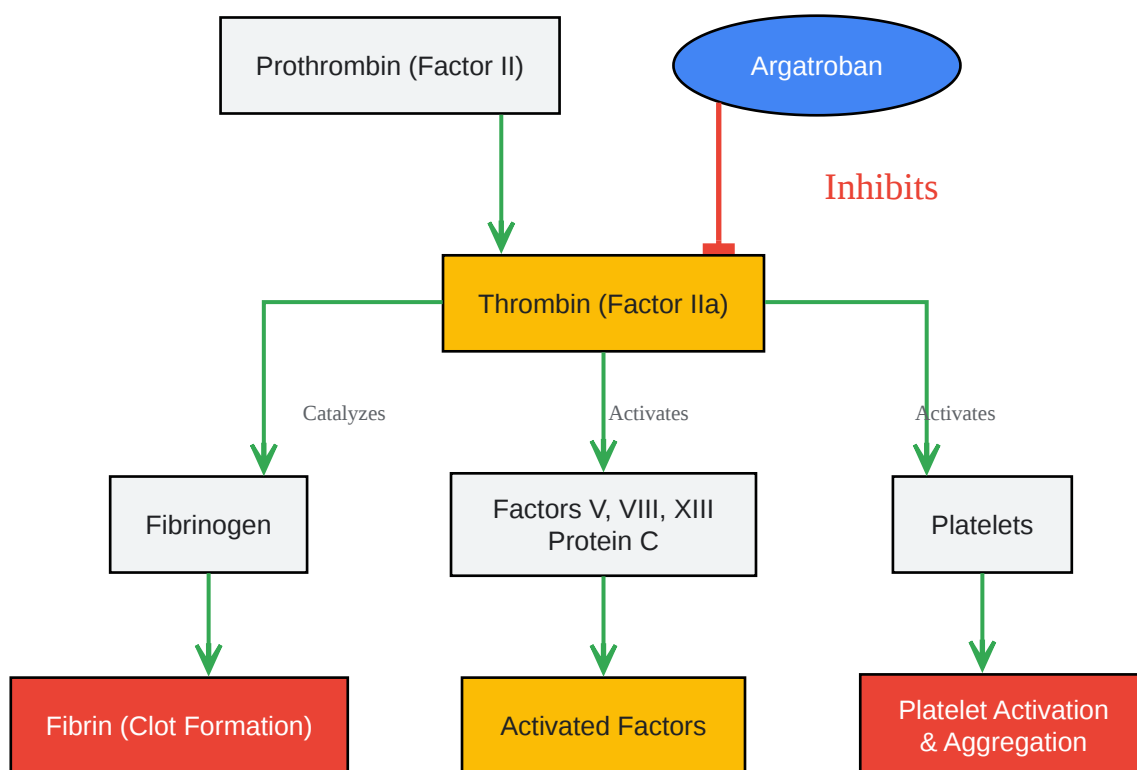 Prothrombin (Factor II)
Argatroban
Inhibits
Thrombin (Factor IIa)
Catalyzes
Activates
Activates
Fibrinogen
Factors V, VIII, XIII
Protein C
Platelets
Fibrin (Clot Formation)
Activated Factors
Platelet Activation
& Aggregation